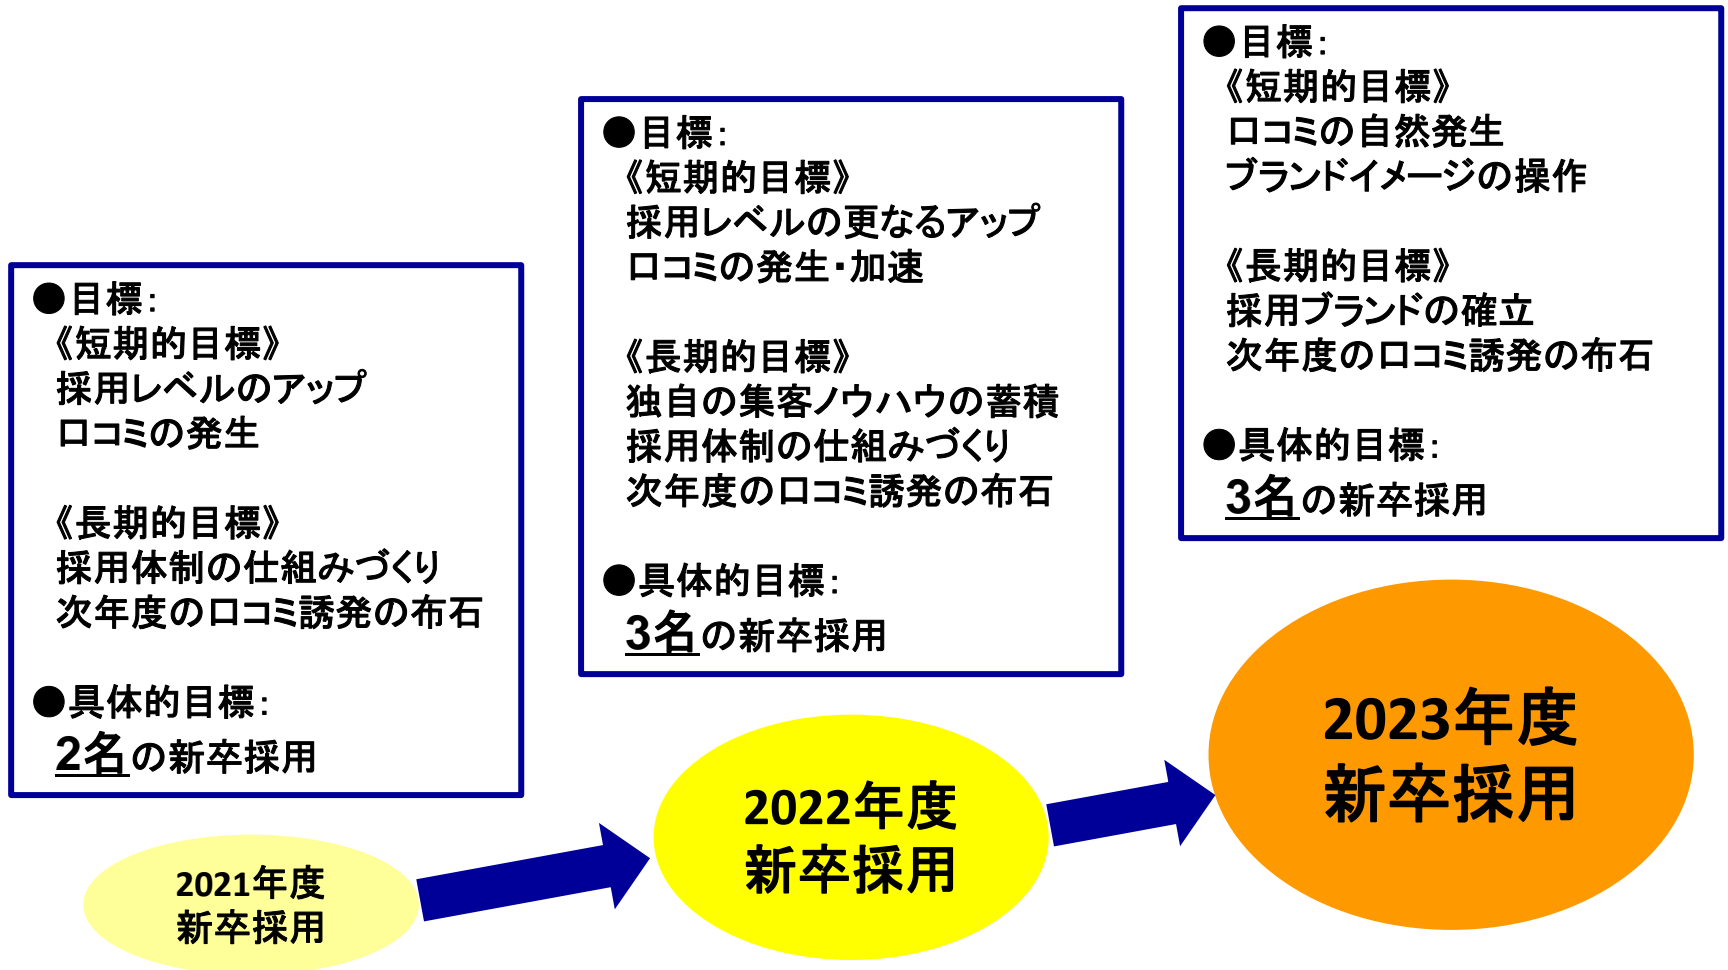 ●目標：
《短期的目標》
採用レベルのアップ
口コミの発生
《長期的目標》
採用体制の仕組みづくり
次年度の口コミ誘発の布石
●具体的目標：
2名の新卒採用
2021年度
新卒採用
●目標：
《短期的目標》
採用レベルの更なるアップ
口コミの発生・加速
《長期的目標》
独自の集客ノウハウの蓄積
採用体制の仕組みづくり
次年度の口コミ誘発の布石
●具体的目標：
3名の新卒採用
2022年度
新卒採用
●目標：
《短期的目標》
口コミの自然発生
ブランドイメージの操作
《長期的目標》
採用ブランドの確立
次年度の口コミ誘発の布石
●具体的目標：
3名の新卒採用
2023年度
新卒採用